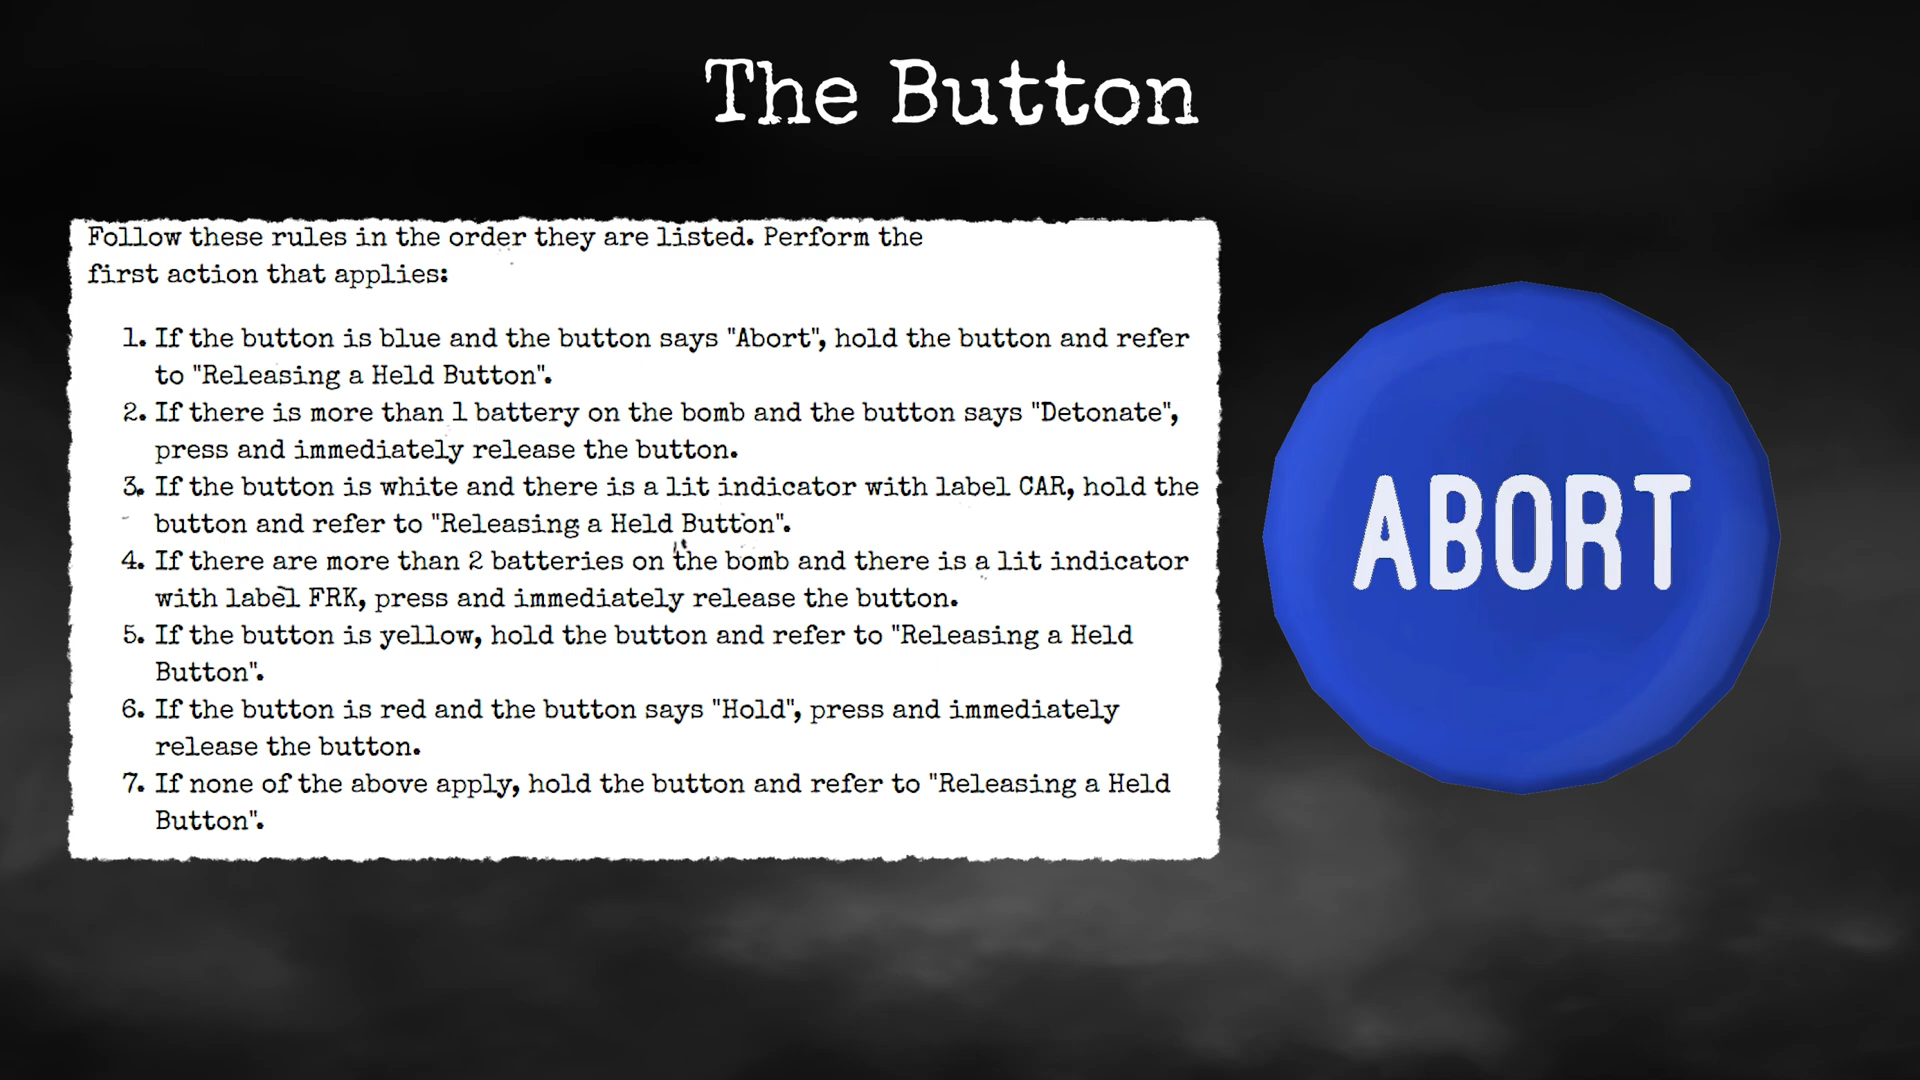 The Button
Follow these rules in the order they are listed. Perform the
first action that applies:
1. If the button is blue and the button says "Abort", hold the button and refer
to "Releasing a Held Button".
2. If there is more than 1 battery on the bomb and the button says "Detonate",
press and immediately release the button.
3. If the button is white and there is a lit indicator with label CAR, hold the
button and refer to "Releasing a Held Button".
4. If there are more than 2 batteries on the bomb and there is a lit indicator
with label FRK, press and immediately release the button.
5. If the button is yellow, hold the button and refer to "Releasing a Held
Button".
6. If the button is red and the button says "Hold", press and immediately
release the button.
7. If none of the above apply, hold the button and refer to "Releasing a Held
Button".
ABORT